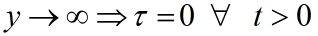 y → ∞ ⇒ τ = 0 ∀ t > 0